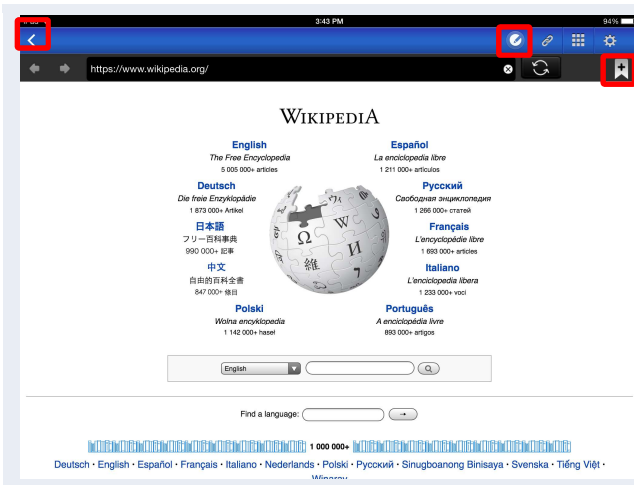 3:43 PM
94%
https://www.wikipedia.org/
WIKIPEDIA
English
The Free Encyclopedia
5 005 000+ articles
Español
La enciclopedia libre
1 211 000+ artículos
Deutsch
Die freie Enzyklopädie
1 873 000+ Artikel
Русский
Свободная энциклопедия
1 266 000+ статей
日本語
フリー百科事典
990 000+ 記事
Français
L'encyclopédie libre
1 693 000+ articles
中文
自由的百科全書
847 000+ 條目
Italiano
L'enciclopedia libera
1 233 000+ voci
Polski
Wolna encyklopedia
1 142 000+ haseł
Português
A enciclopédia livre
893 000+ artigos
Ω
W
И
維
English
Find a language:
1 000 000+
Deutsch · English · Español · Français · Italiano · Nederlands · Polski · Русский · Sinugboanong Binisaya · Svenska · Tiếng Việt ·